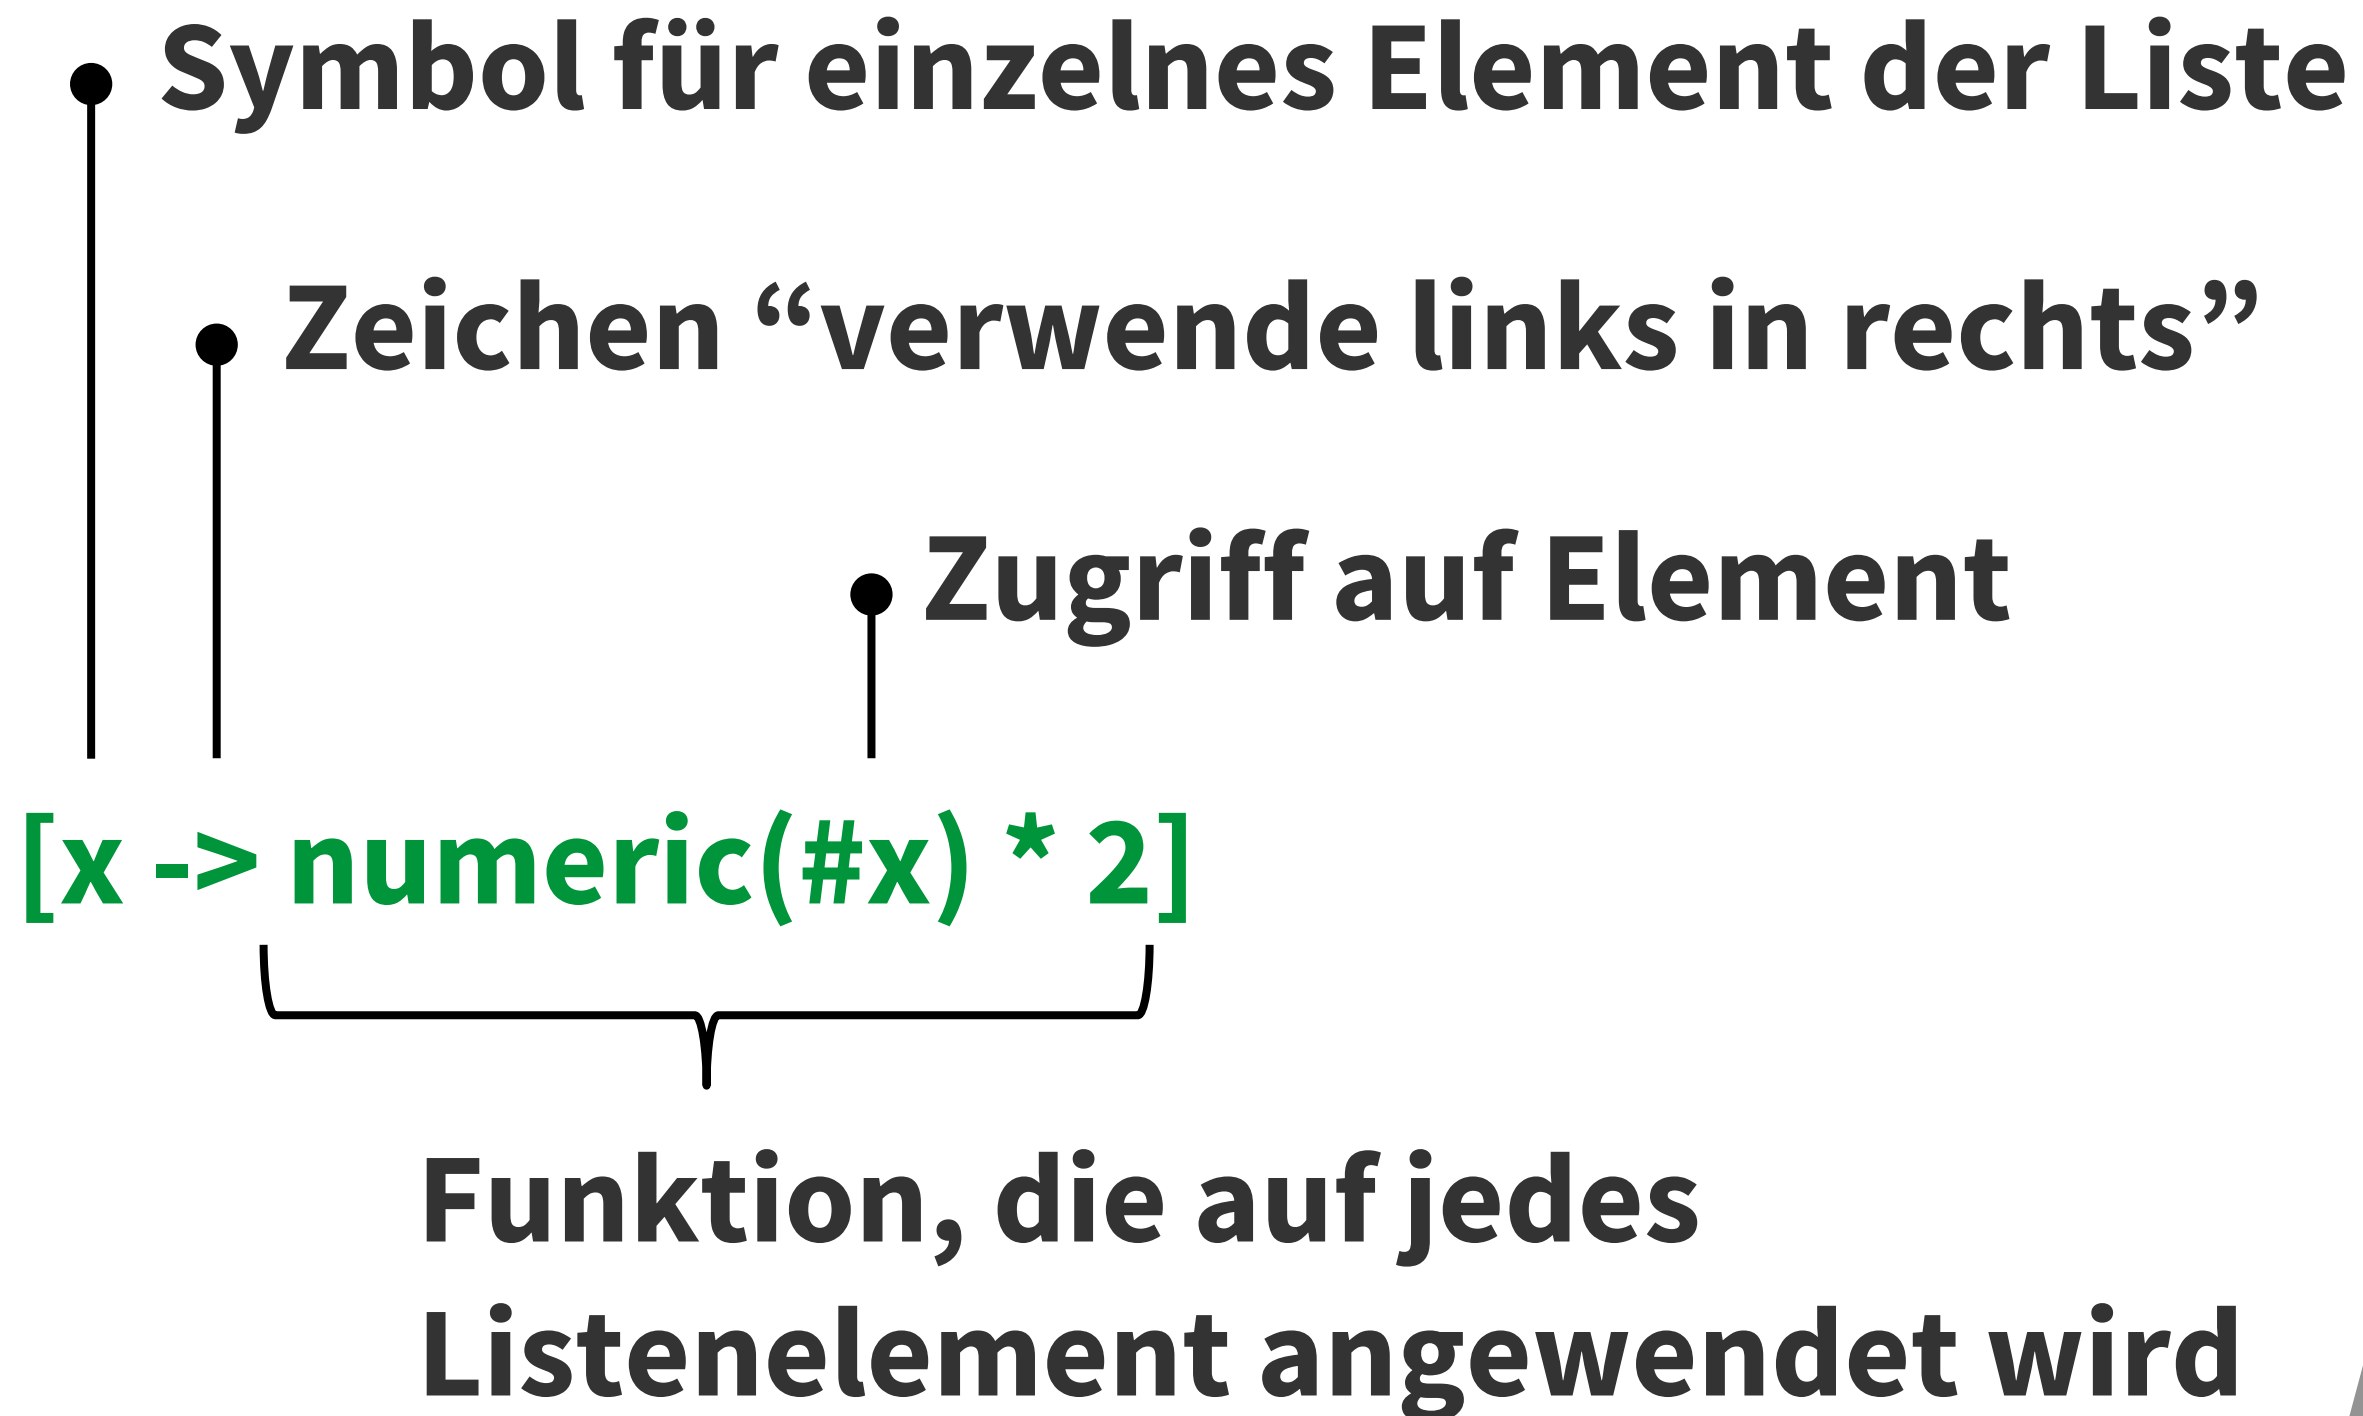 Symbol für einzelnes Element der Liste
Zeichen “verwende links in rechts”
Zugriff auf Element
[x -> numeric(#x) * 2]
Funktion, die auf jedes
Listenelement angewendet wird